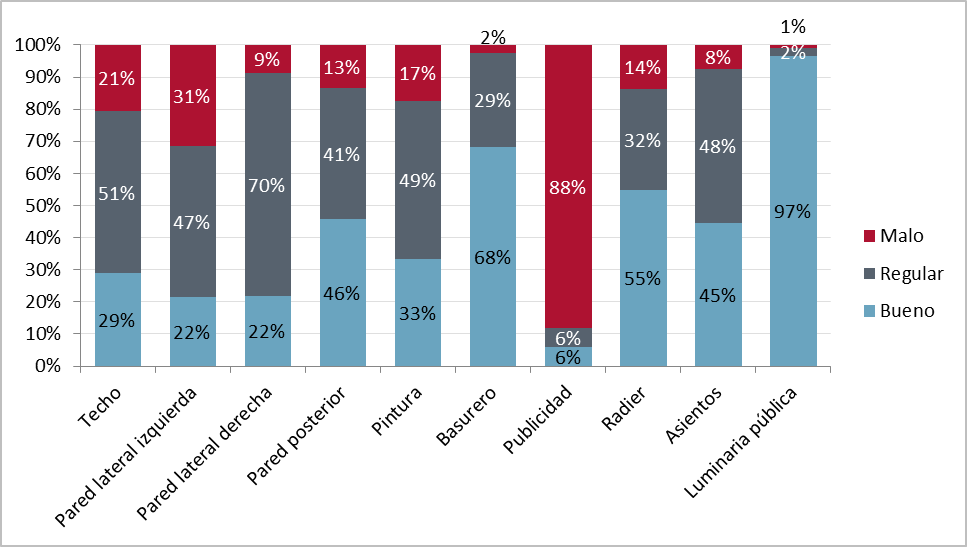 1%
2%
100%
90%
80%
70%
60%
50%
40%
30%
20%
10%
0%
21% 31% 9% 13% 17% 88% 14% 8% 2%
51% 47% 70% 41% 49% 29% 6% 32% 48%
29% 22% 22% 46% 33% 68% 6% 55% 45% 97%
Malo
Regular
Bueno
Techo
Pared lateral izquierda
Pared lateral derecha
Pared posterior
Pintura
Basurero
Publicidad
Radier
Asientos
Luminaria pública